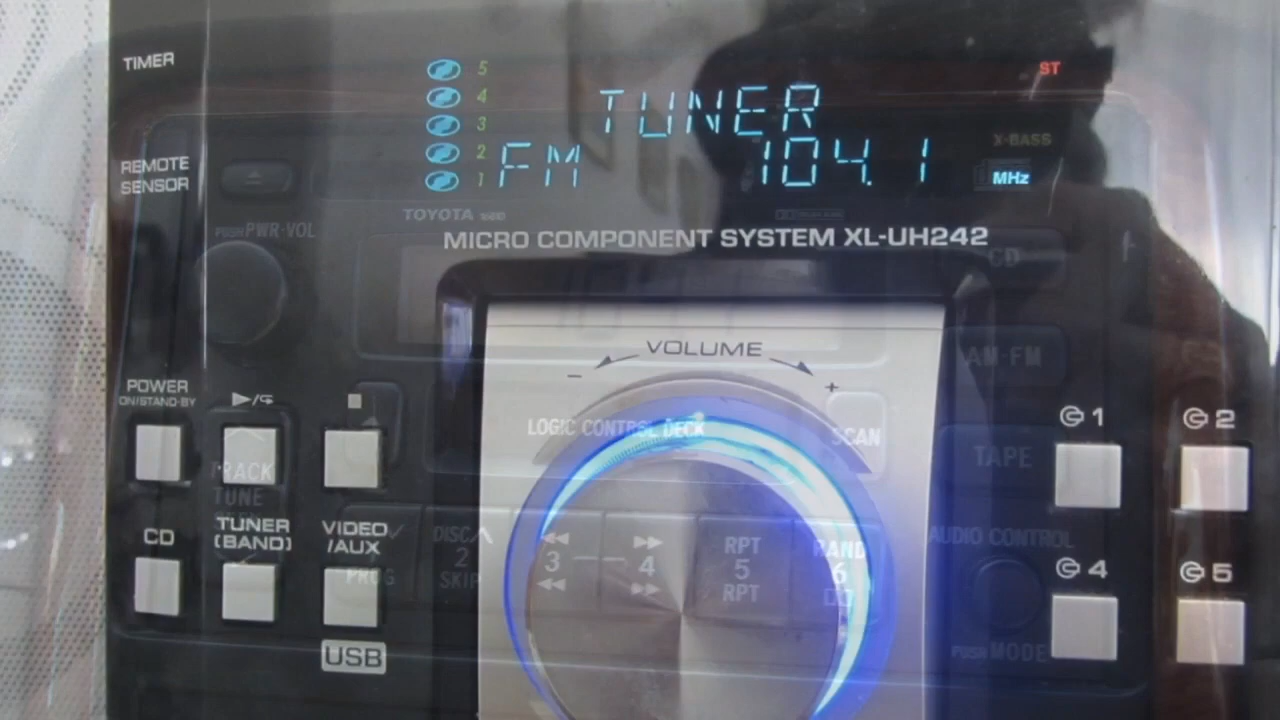 TIMER
5
4
3
2
1
ST
TUNER
FM 104.1
X-BASS
MHz
REMOTE
SENSOR
TOYOTA
PUSH PWR-VOL
MICRO COMPONENT SYSTEM XL-UH242
CD
VOLUME
- +
AM-FM
POWER
ON/STAND-BY
LOGIC CONTROL DECK
SCAN
1
2
TAPE
TRACK
TUNE
CD
TUNER
(BAND)
VIDEO
/AUX
PROG
DISC
2
SKIP
3
4
RPT
5
RPT
RAND
6
AUDIO CONTROL
4
5
PUSH MODE
USB